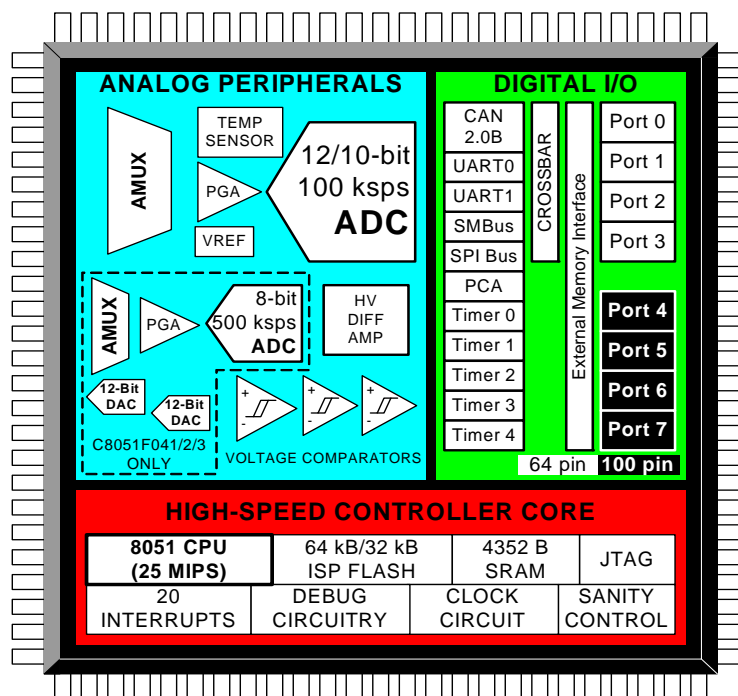 ANALOG PERIPHERALS
AMUX
TEMP
SENSOR
PGA
VREF
12/10-bit
100 ksps
ADC
AMUX
PGA
8-bit
500 ksps
ADC
HV
DIFF
AMP
12-Bit
DAC
12-Bit
DAC
C8051F041/2/3
ONLY
+
-
+
-
+
-
VOLTAGE COMPARATORS
DIGITAL I/O
CAN
2.0B
UART0
UART1
SMBus
SPI Bus
PCA
Timer 0
Timer 1
Timer 2
Timer 3
Timer 4
CROSSBAR
External Memory Interface
Port 0
Port 1
Port 2
Port 3
Port 4
Port 5
Port 6
Port 7
64 pin 100 pin
HIGH-SPEED CONTROLLER CORE
8051 CPU
(25 MIPS)
64 kB/32 kB
ISP FLASH
4352 B
SRAM
JTAG
20
INTERRUPTS
DEBUG
CIRCUITRY
CLOCK
CIRCUIT
SANITY
CONTROL